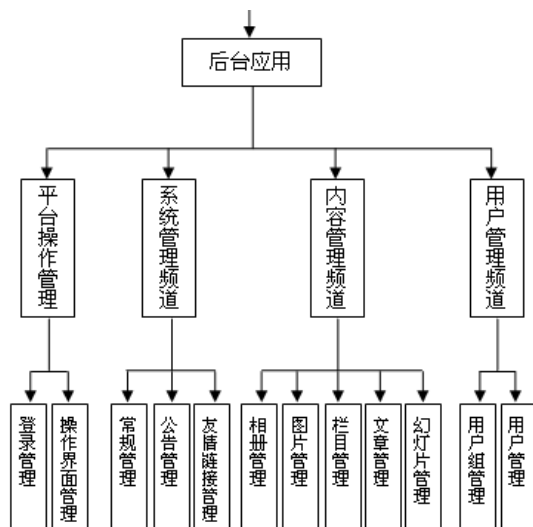 后台应用
平台操作管理
系统管理频道
内容管理频道
用户管理频道
登录管理
操作界面管理
常规管理
公告管理
友情链接管理
相册管理
图片管理
栏目管理
文章管理
幻灯片管理
用户组管理
用户管理